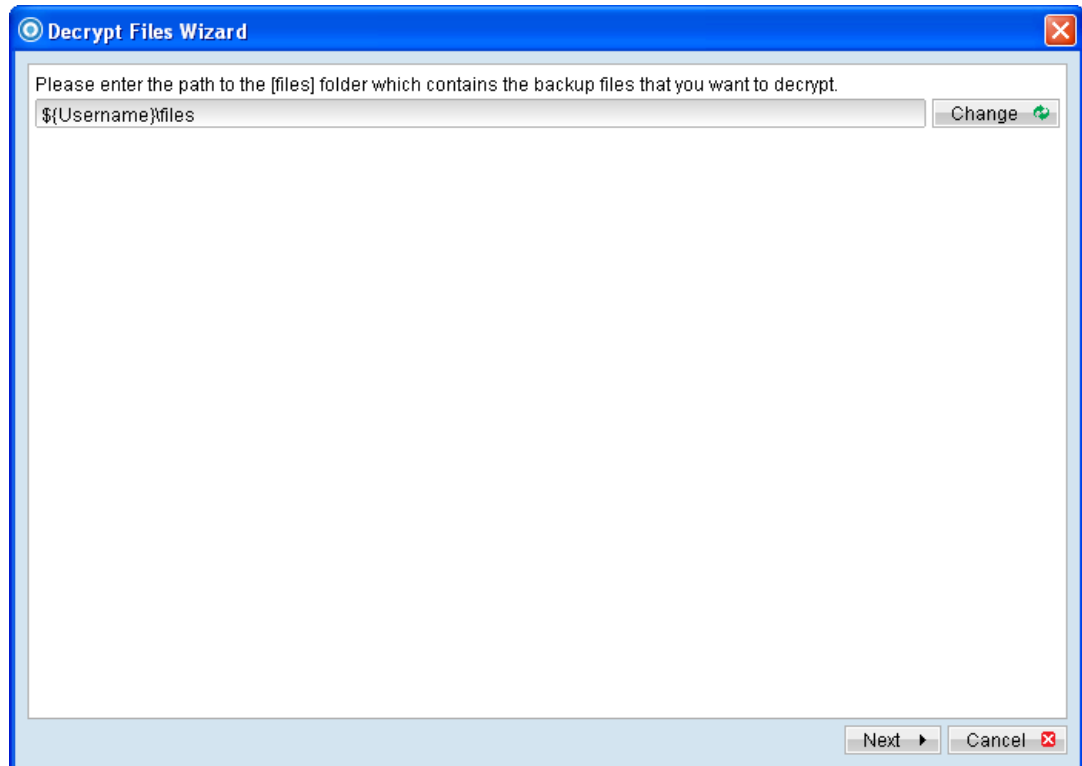 Decrypt Files Wizard
Please enter the path to the [files] folder which contains the backup files that you want to decrypt.
${Username}\files
Change
Next
Cancel